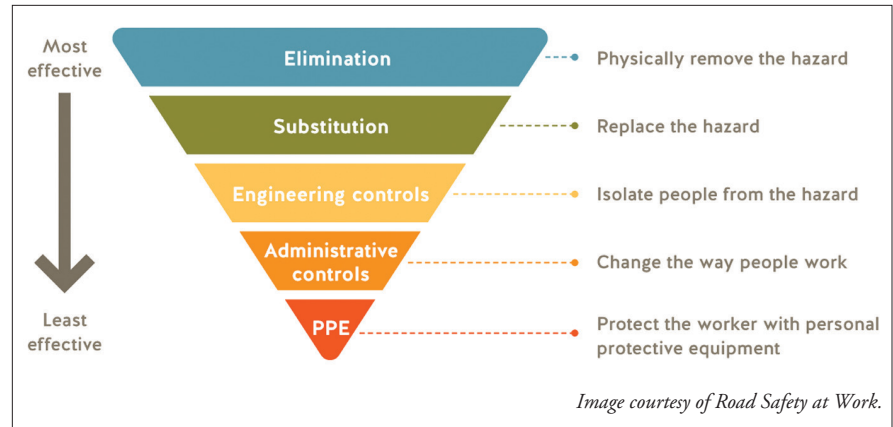 Most
effective
Elimination
Physically remove the hazard
Substitution
Replace the hazard
Engineering controls
Isolate people from the hazard
Administrative
controls
Change the way people work
Least
effective
PPE
Protect the worker with personal
protective equipment
Image courtesy of Road Safety at Work.